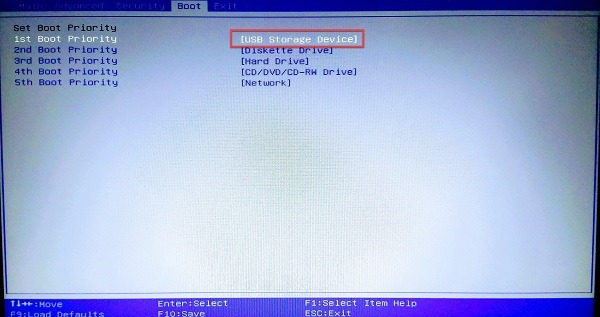 Main Advanced Security Boot Exit
Set Boot Priority
1st Boot Priority [USB Storage Device]
2nd Boot Priority [Diskette Drive]
3rd Boot Priority [Hard Drive]
4th Boot Priority [CD/DVD/CD-RW Drive]
5th Boot Priority [Network]
↑↓↔:Move Enter:Select F1:Select Item Help
F9:Load Defaults F10:Save ESC:Exit